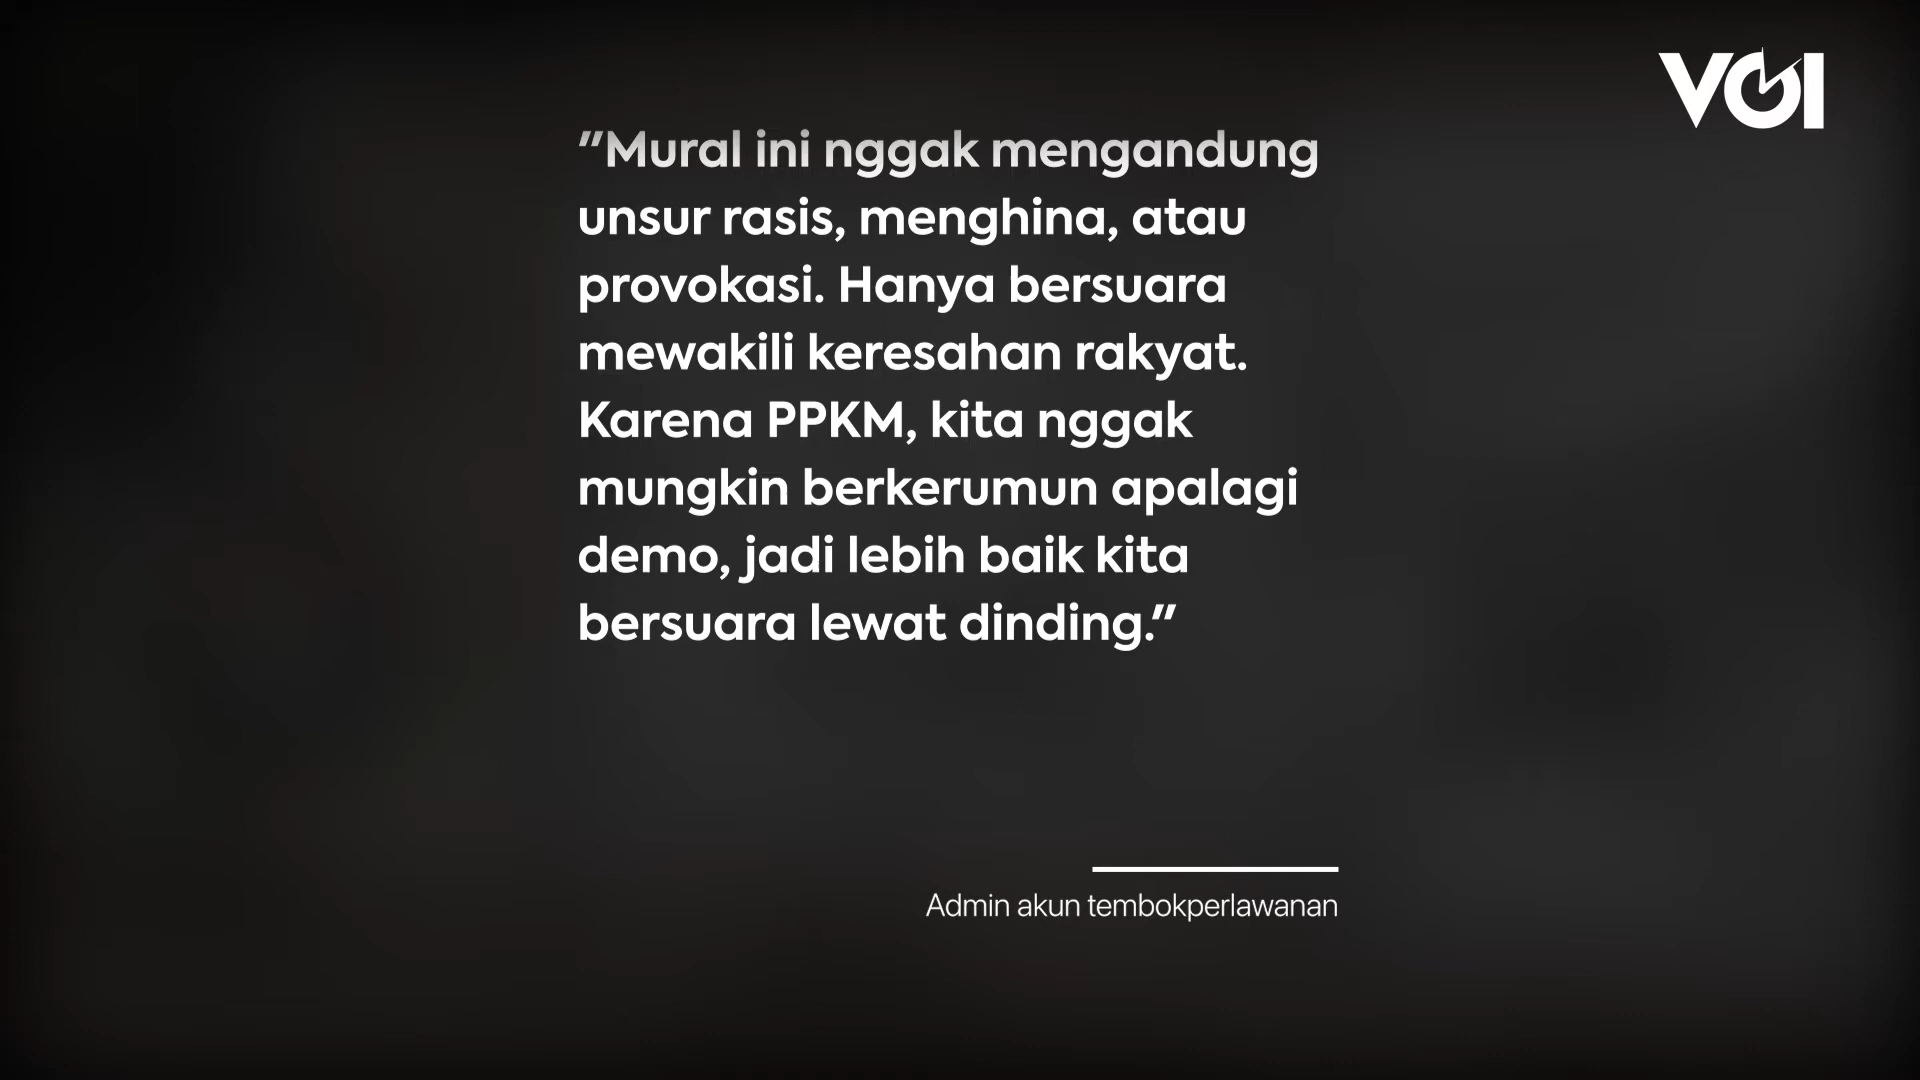 VOI
"Mural ini nggak mengandung
unsur rasis, menghina, atau
provokasi. Hanya bersuara
mewakili keresahan rakyat.
Karena PPKM, kita nggak
mungkin berkerumun apalagi
demo, jadi lebih baik kita
bersuara lewat dinding."
Admin akun tembokperlawanan